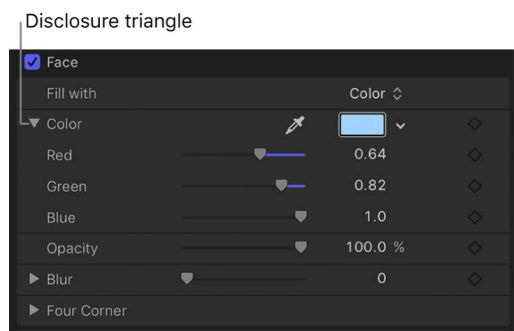 Disclosure triangle
Face
Fill with Color
Color
Red 0.64
Green 0.82
Blue 1.0
Opacity 100.0 %
Blur 0
Four Corner